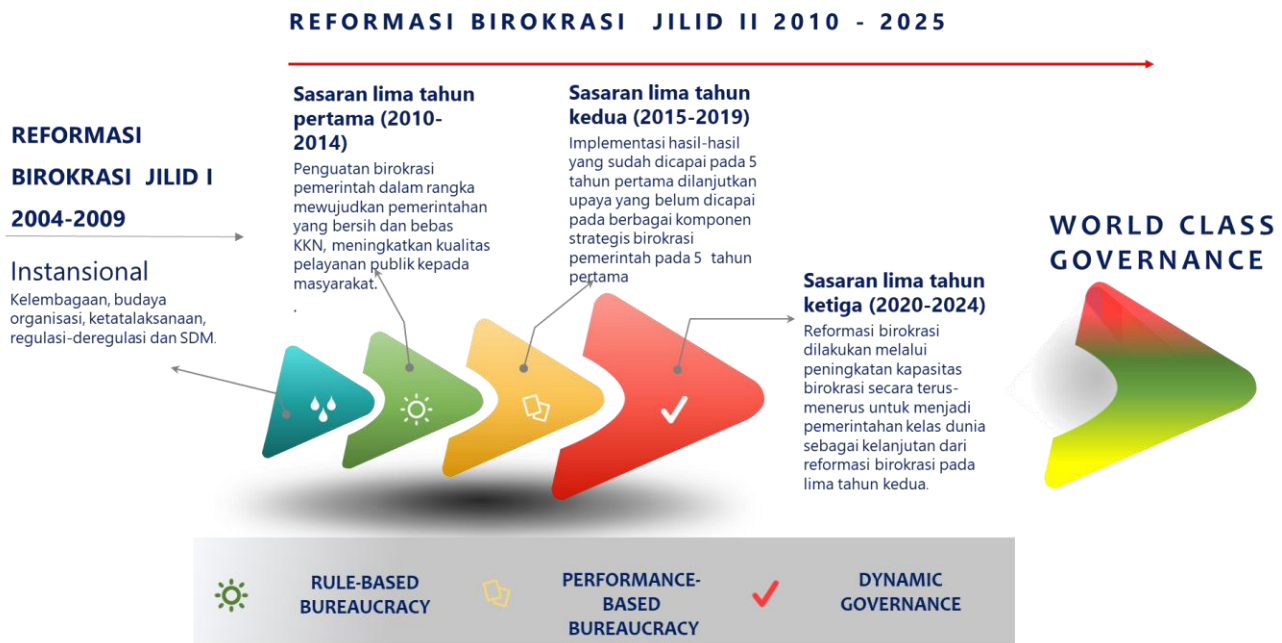 REFORMASI BIROKRASI JILID II 2010 - 2025
REFORMASI
BIROKRASI JILID I
2004-2009
Instansional
Kelembagaan, budaya
organisasi, ketatalaksanaan,
regulasi-deregulasi dan SDM.
Sasaran lima tahun
pertama (2010-
2014)
Penguatan birokrasi
pemerintah dalam rangka
mewujudkan pemerintahan
yang bersih dan bebas
KKN, meningkatkan kualitas
pelayanan publik kepada
masyarakat.
.
Sasaran lima tahun
kedua (2015-2019)
Implementasi hasil-hasil
yang sudah dicapai pada 5
tahun pertama dilanjutkan
upaya yang belum dicapai
pada berbagai komponen
strategis birokrasi
pemerintah pada 5 tahun
pertama
Sasaran lima tahun
ketiga (2020-2024)
Reformasi birokrasi
dilakukan melalui
peningkatan kapasitas
birokrasi secara terus-
menerus untuk menjadi
pemerintahan kelas dunia
sebagai kelanjutan dari
reformasi birokrasi pada
lima tahun kedua.
WORLD CLASS
GOVERNANCE
RULE-BASED
BUREAUCRACY
PERFORMANCE-
BASED
BUREAUCRACY
DYNAMIC
GOVERNANCE